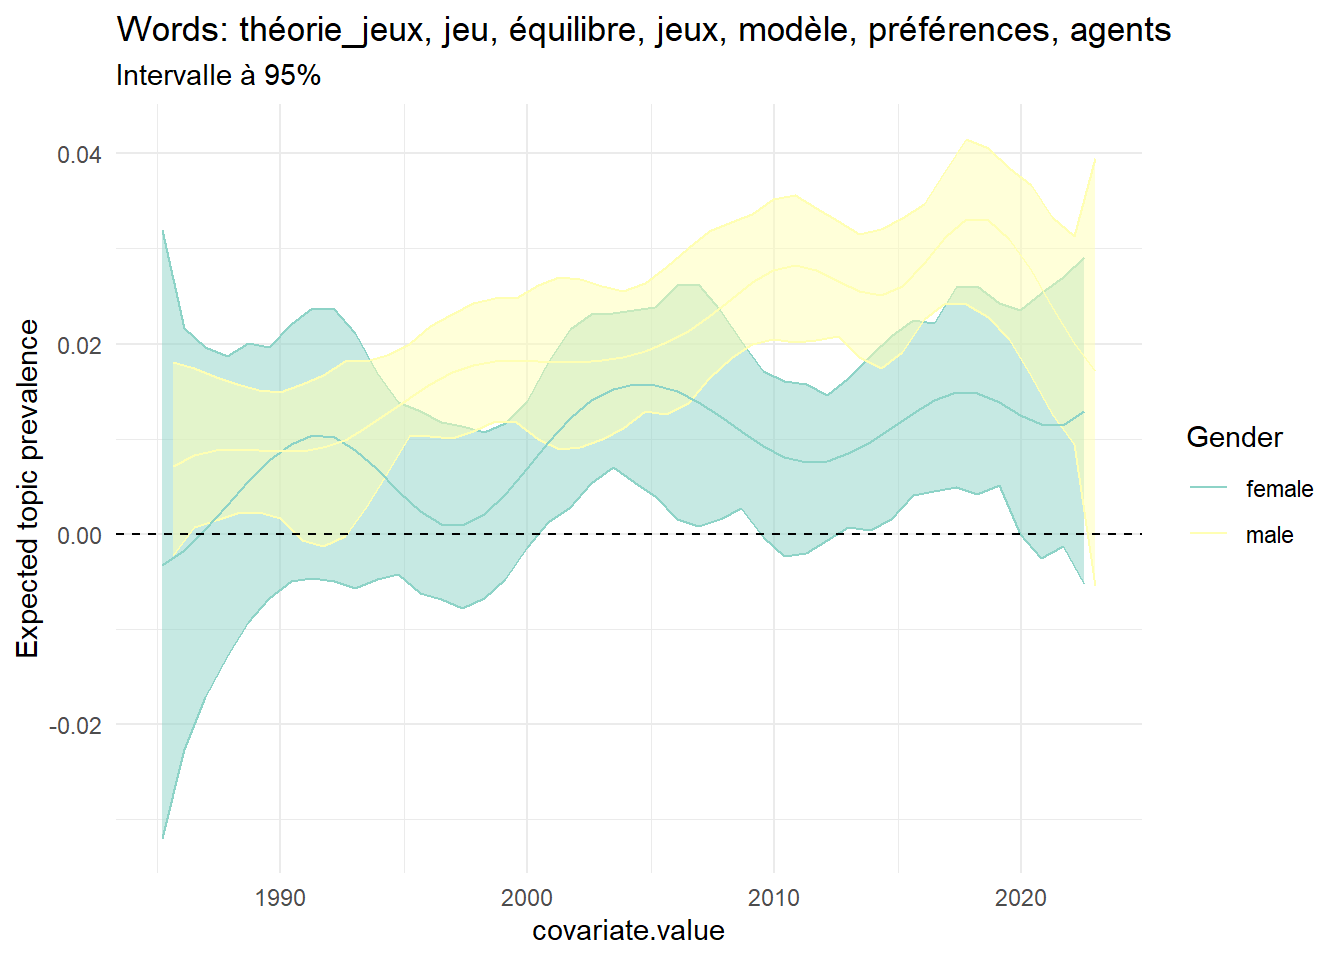 Words: théorie_jeux, jeu, équilibre, jeux, modèle, préférences, agents
Intervalle à 95%
Expected topic prevalence
0.04
0.02
0.00
-0.02
1990
2000
2010
2020
covariate.value
Gender
female
male